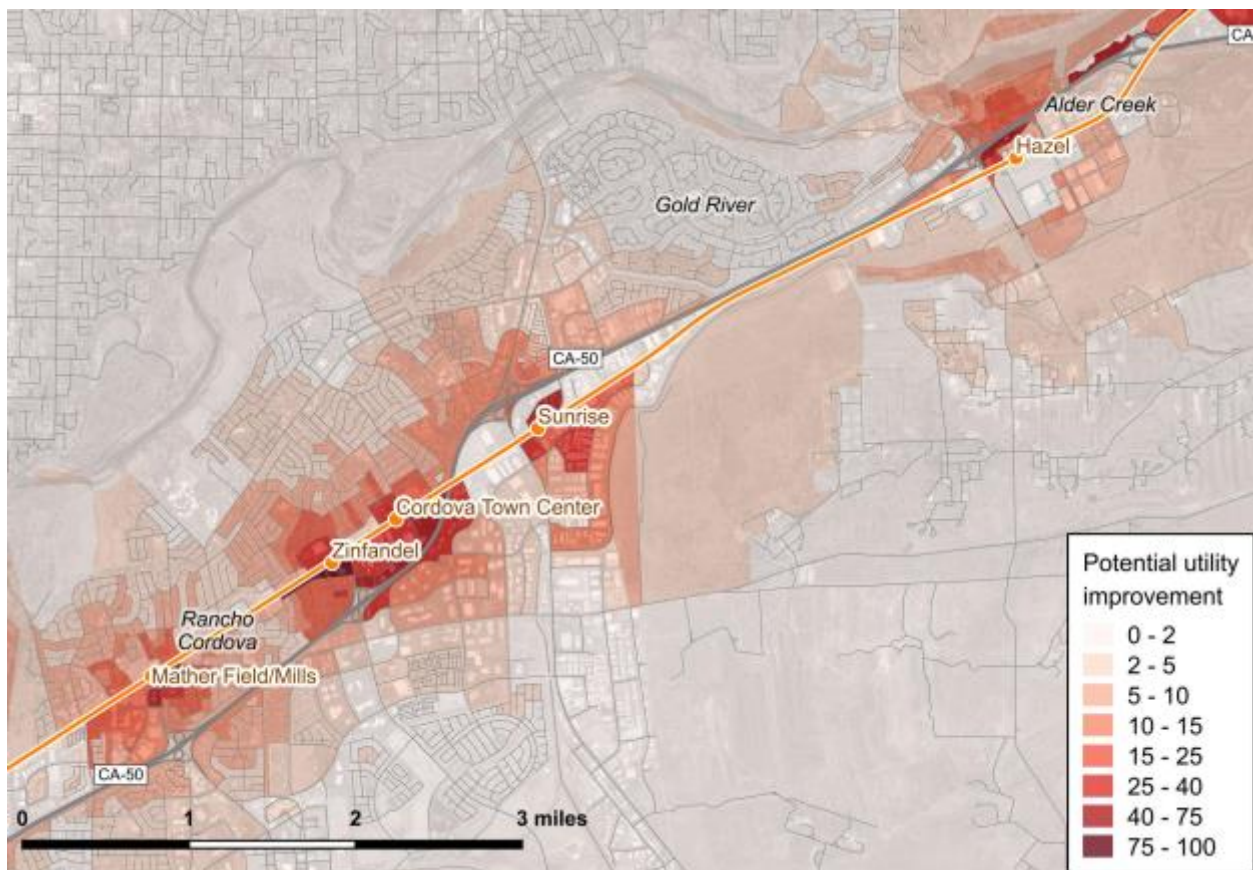 CA
Alder Creek
Hazel
Gold River
CA-50
Sunrise
Cordova Town Center
Zinfandel
Rancho
Cordova
Mather Field/Mills
CA-50
0 1 2 3 miles
Potential utility
improvement
0 - 2
2 - 5
5 - 10
10 - 15
15 - 25
25 - 40
40 - 75
75 - 100